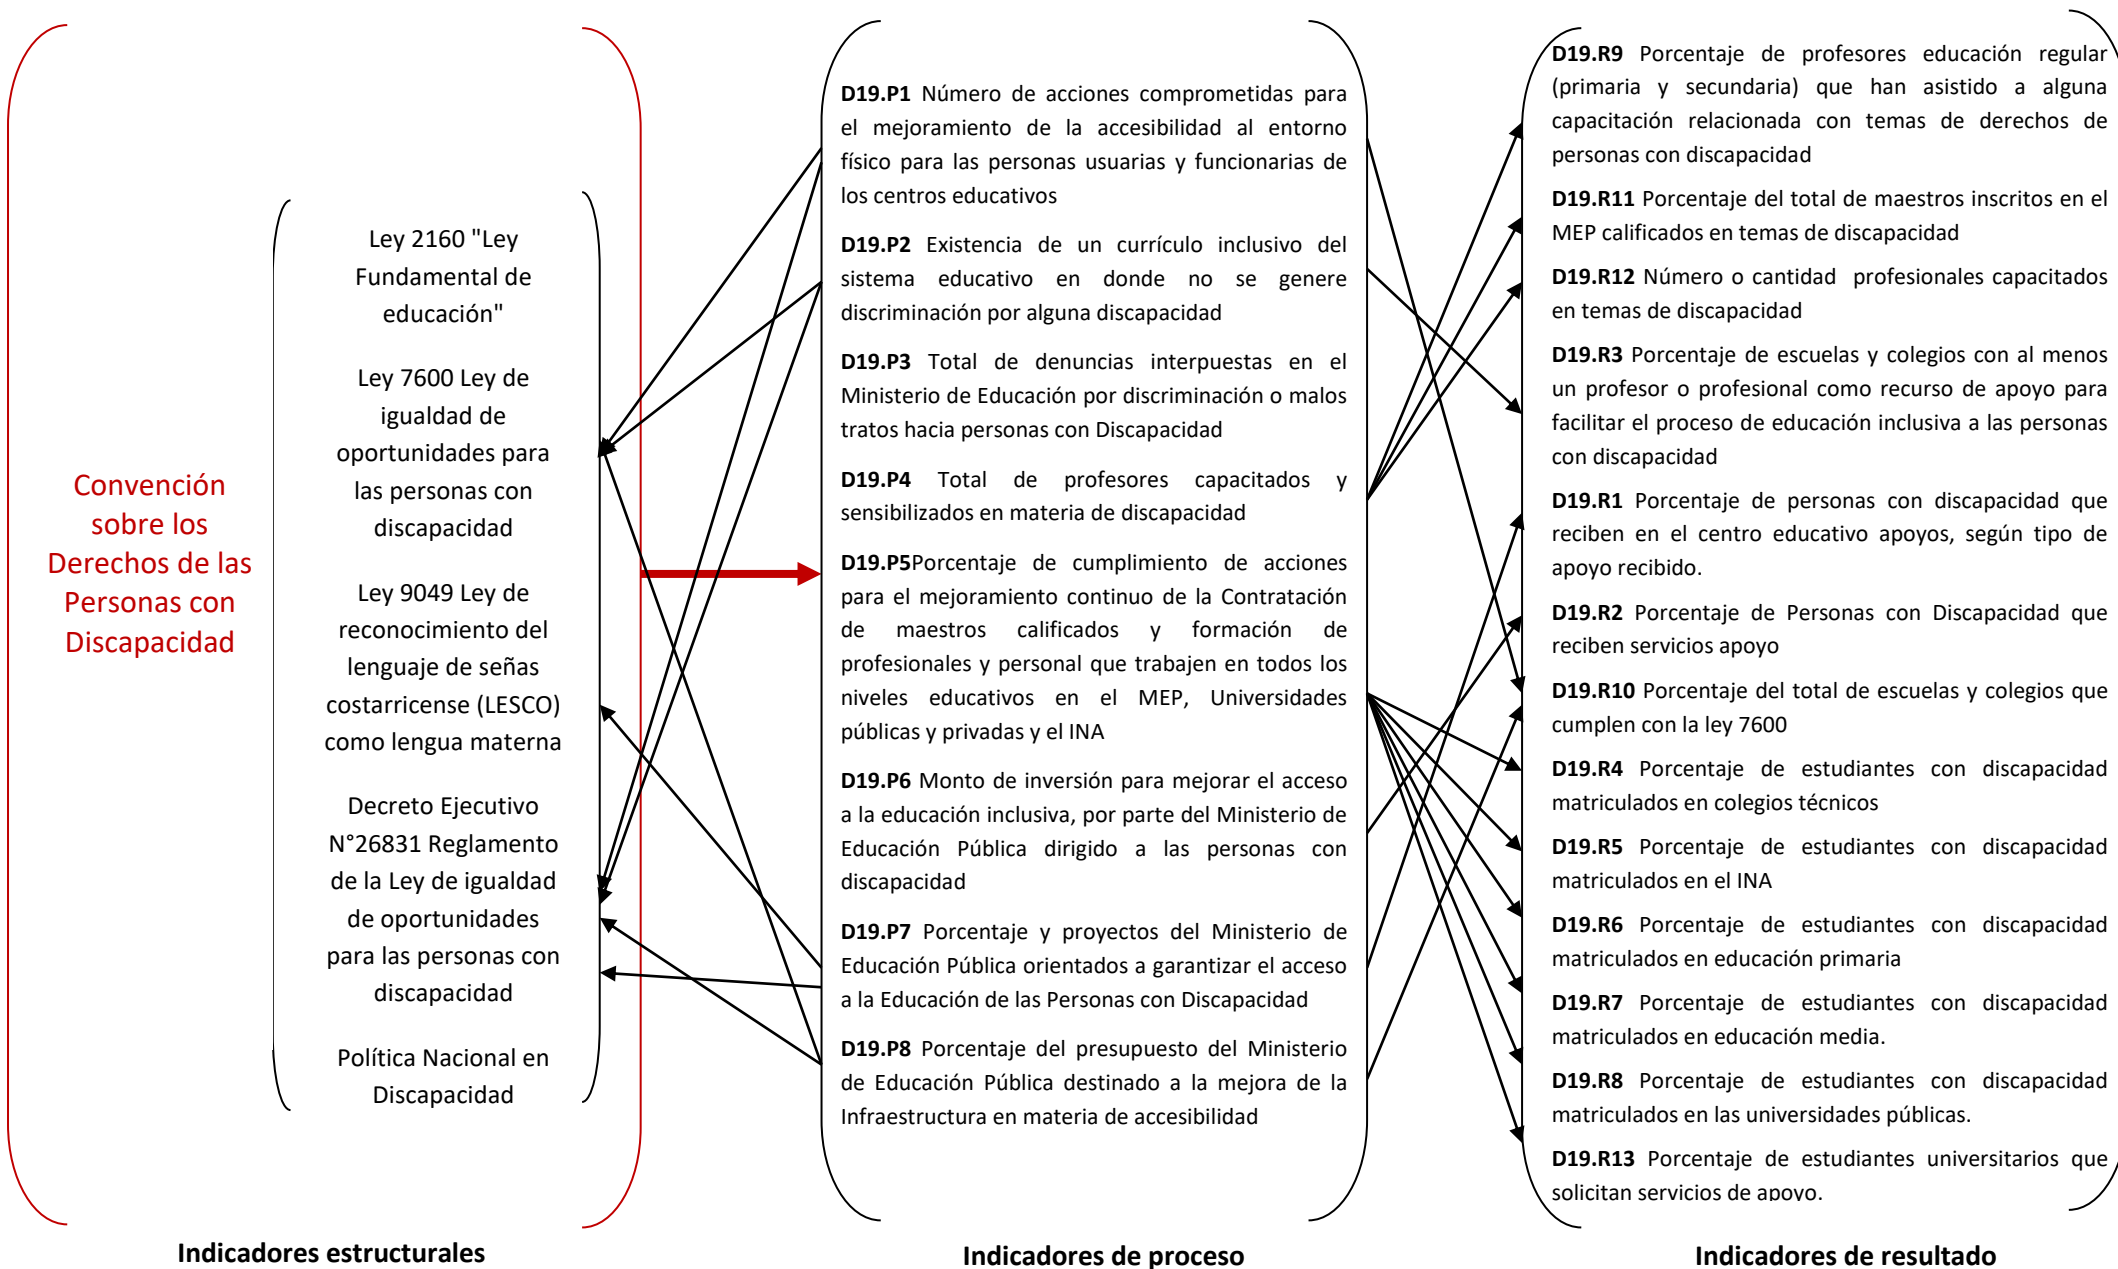 Convención
sobre los
Derechos de las
Personas con
Discapacidad
Ley 2160 "Ley
Fundamental de
educación"
Ley 7600 Ley de
igualdad de
oportunidades para
las personas con
discapacidad
Ley 9049 Ley de
reconocimiento del
lenguaje de señas
costarricense (LESCO)
como lengua materna
Decreto Ejecutivo
N°26831 Reglamento
de la Ley de igualdad
de oportunidades
para las personas con
discapacidad
Política Nacional en
Discapacidad
Indicadores estructurales
D19.P1 Número de acciones comprometidas para
el mejoramiento de la accesibilidad al entorno
físico para las personas usuarias y funcionarias de
los centros educativos
D19.P2 Existencia de un currículo inclusivo del
sistema educativo en donde no se genere
discriminación por alguna discapacidad
D19.P3 Total de denuncias interpuestas en el
Ministerio de Educación por discriminación o malos
tratos hacia personas con Discapacidad
D19.P4 Total de profesores capacitados y
sensibilizados en materia de discapacidad
D19.P5Porcentaje de cumplimiento de acciones
para el mejoramiento continuo de la Contratación
de maestros calificados y formación de
profesionales y personal que trabajen en todos los
niveles educativos en el MEP, Universidades
públicas y privadas y el INA
D19.P6 Monto de inversión para mejorar el acceso
a la educación inclusiva, por parte del Ministerio de
Educación Pública dirigido a las personas con
discapacidad
D19.P7 Porcentaje y proyectos del Ministerio de
Educación Pública orientados a garantizar el acceso
a la Educación de las Personas con Discapacidad
D19.P8 Porcentaje del presupuesto del Ministerio
de Educación Pública destinado a la mejora de la
Infraestructura en materia de accesibilidad
Indicadores de proceso
D19.R9 Porcentaje de profesores educación regular
(primaria y secundaria) que han asistido a alguna
capacitación relacionada con temas de derechos de
personas con discapacidad
D19.R11 Porcentaje del total de maestros inscritos en el
MEP calificados en temas de discapacidad
D19.R12 Número o cantidad profesionales capacitados
en temas de discapacidad
D19.R3 Porcentaje de escuelas y colegios con al menos
un profesor o profesional como recurso de apoyo para
facilitar el proceso de educación inclusiva a las personas
con discapacidad
D19.R1 Porcentaje de personas con discapacidad que
reciben en el centro educativo apoyos, según tipo de
apoyo recibido.
D19.R2 Porcentaje de Personas con Discapacidad que
reciben servicios apoyo
D19.R10 Porcentaje del total de escuelas y colegios que
cumplen con la ley 7600
D19.R4 Porcentaje de estudiantes con discapacidad
matriculados en colegios técnicos
D19.R5 Porcentaje de estudiantes con discapacidad
matriculados en el INA
D19.R6 Porcentaje de estudiantes con discapacidad
matriculados en educación primaria
D19.R7 Porcentaje de estudiantes con discapacidad
matriculados en educación media.
D19.R8 Porcentaje de estudiantes con discapacidad
matriculados en las universidades públicas.
D19.R13 Porcentaje de estudiantes universitarios que
solicitan servicios de apoyo.
Indicadores de resultado